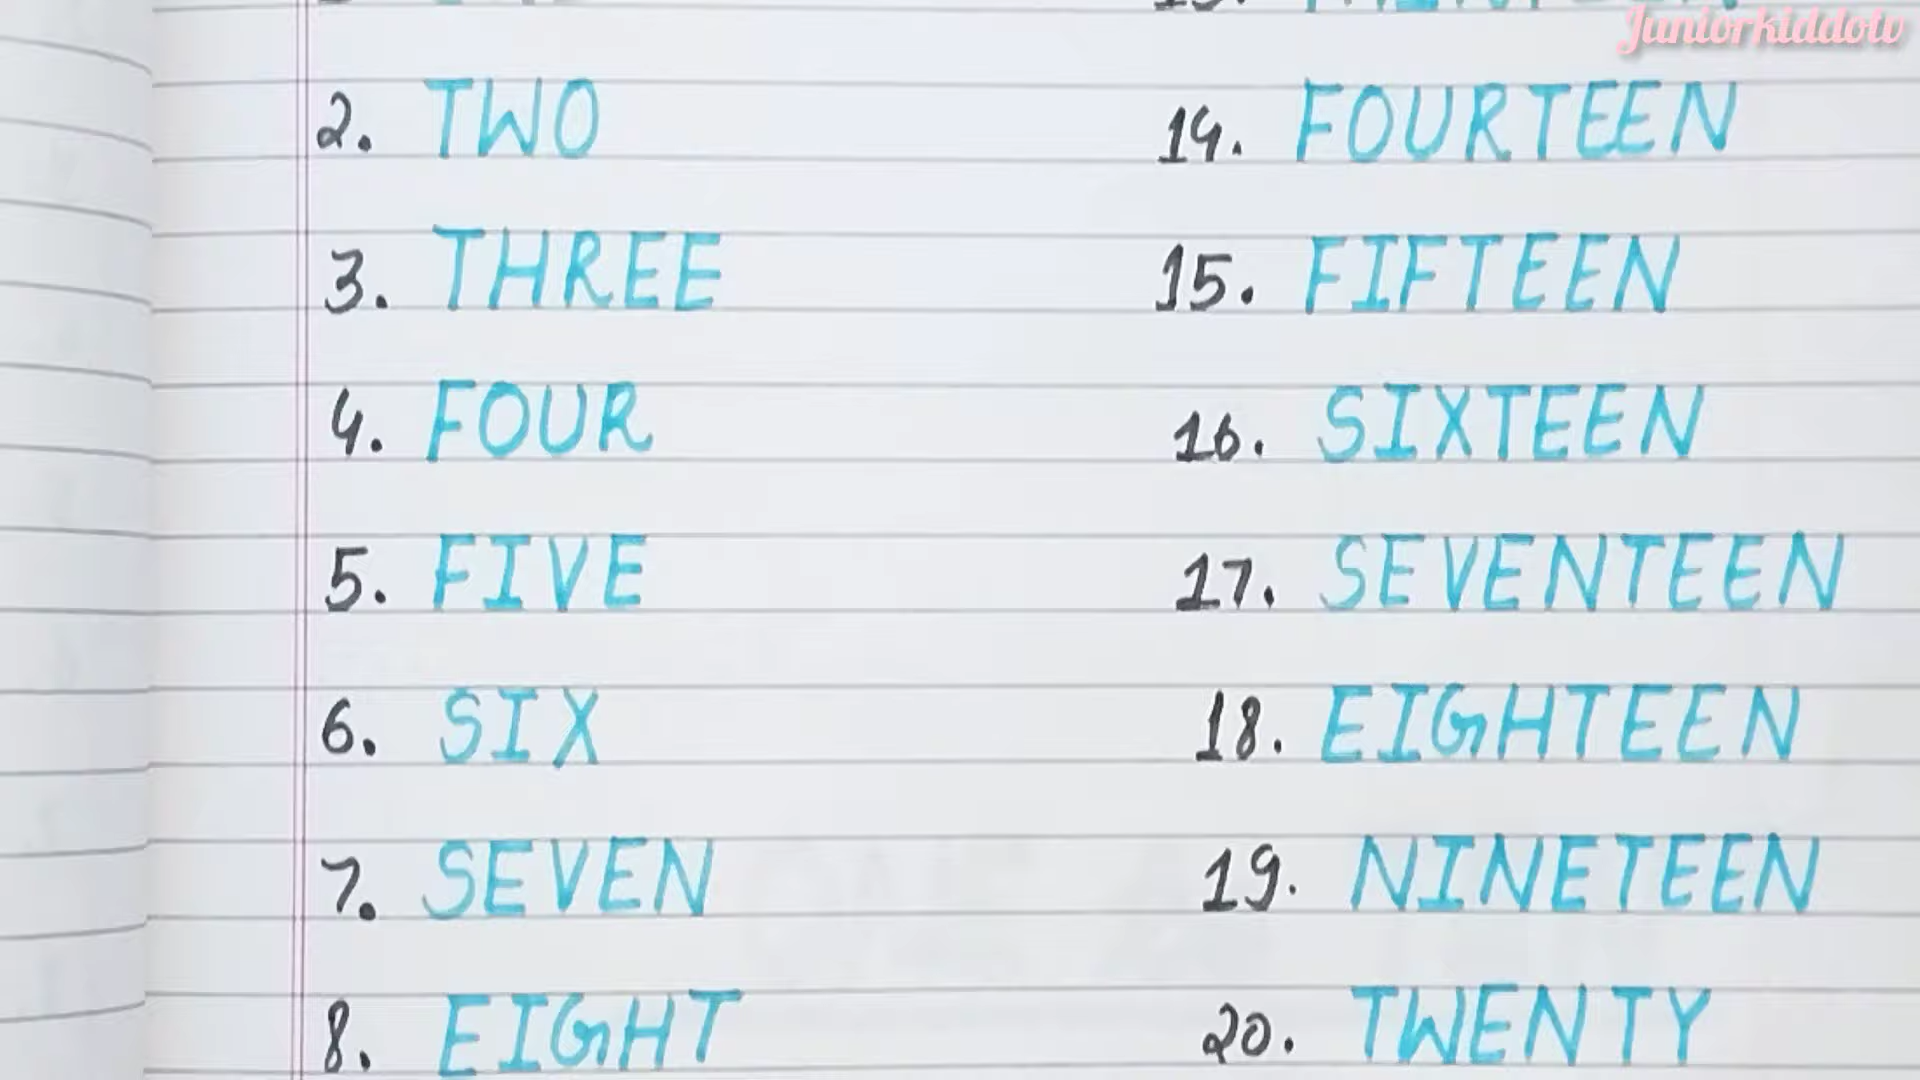 Juniorkiddotv
2. TWO
3. THREE
4. FOUR
5. FIVE
6. SIX
7. SEVEN
8. EIGHT
14. FOURTEEN
15. FIFTEEN
16. SIXTEEN
17. SEVENTEEN
18. EIGHTEEN
19. NINETEEN
20. TWENTY